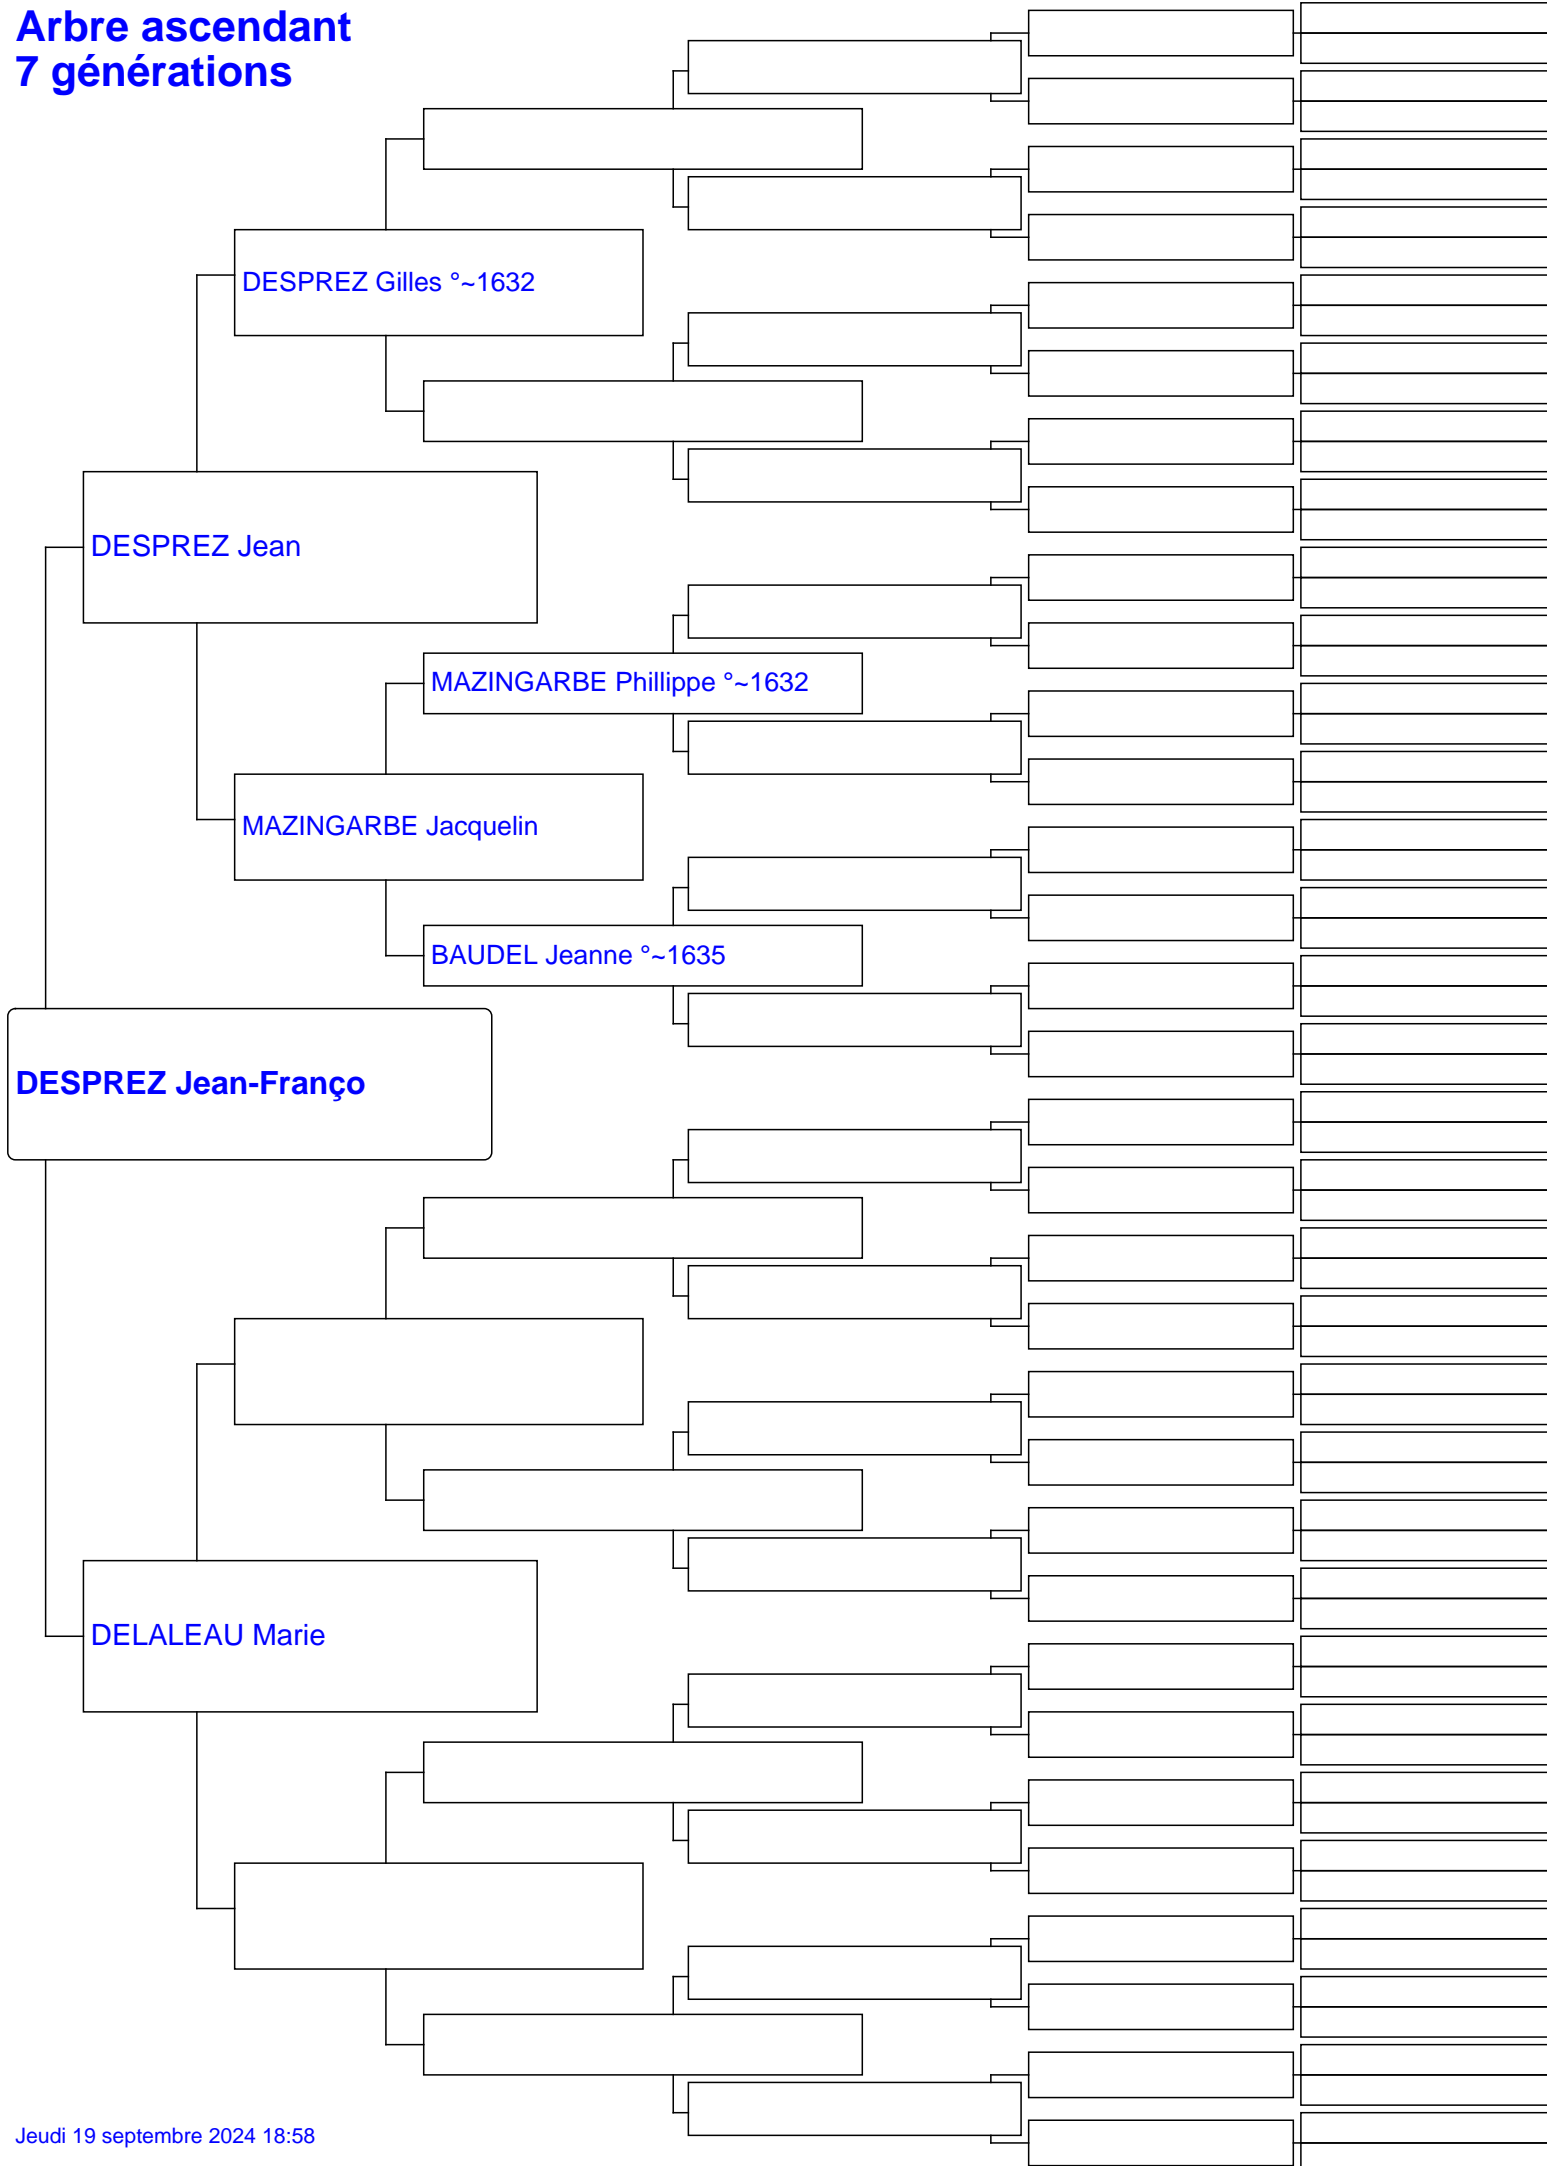 Arbre ascendant
7 générations
DESPREZ Gilles °~1632
DESPREZ Jean
MAZINGARBE Phillippe °~1632
MAZINGARBE Jacquelin
BAUDEL Jeanne °~1635
DESPREZ Jean-Franço
DELALEAU Marie
Jeudi 19 septembre 2024 18:58